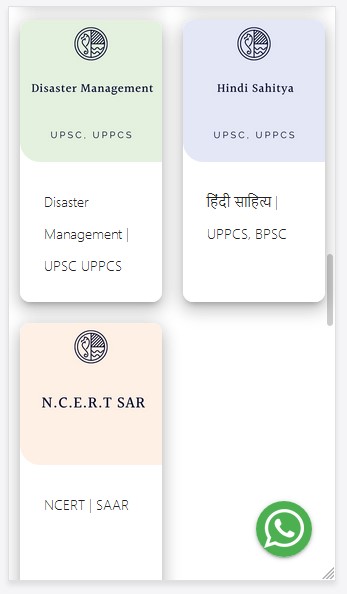 Disaster Management
UPSC, UPPCS
Disaster
Management |
UPSC UPPCS
Hindi Sahitya
UPSC, UPPCS
हिंदी साहित्य |
UPPCS, BPSC
N.C.E.R.T SAR
NCERT | SAAR